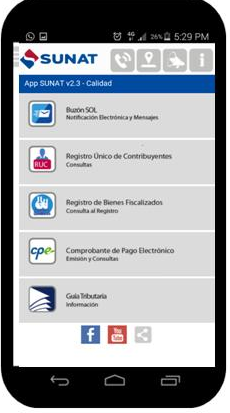 26% 5:29 PM
SUNAT
App SUNAT v2.3 - Calidad
Buzón SOL
Notificación Electrónica y Mensajes
RUC
Registro Único de Contribuyentes
Consultas
Registro de Bienes Fiscalizados
Consulta al Registro
cpe
Comprobante de Pago Electrónico
Emisión y Consultas
Guía Tributaria
Información
f
You